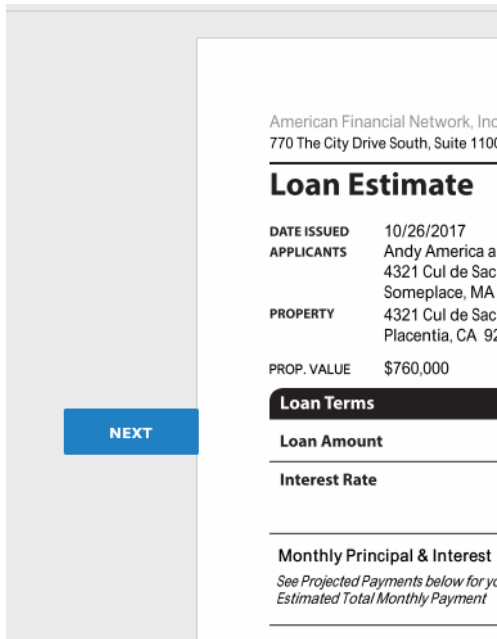 American Financial Network, Inc
770 The City Drive South, Suite 1100
Loan Estimate
DATE ISSUED 10/26/2017
APPLICANTS Andy America a
4321 Cul de Sac
Someplace, MA
PROPERTY 4321 Cul de Sac
Placentia, CA 92
PROP. VALUE $760,000
Loan Terms
NEXT
Loan Amount
Interest Rate
Monthly Principal & Interest
See Projected Payments below for yo
Estimated Total Monthly Payment